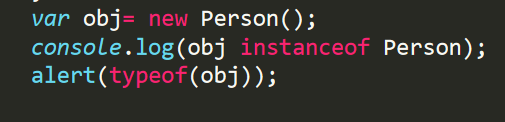 var obj= new Person();
console.log(obj instanceof Person);
alert(typeof(obj));